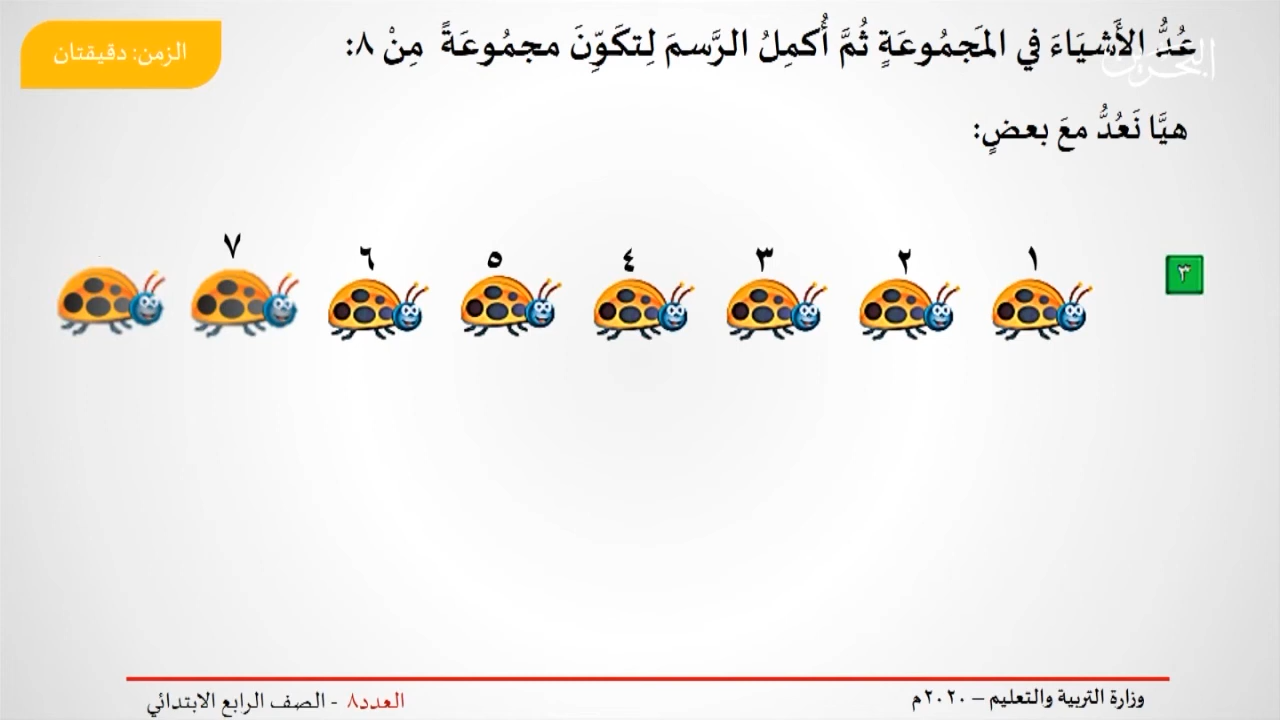 عُدُّ الأَشيَاءَ في المَجمُوعَةٍ ثُمَّ أُكمِلُ الرَّسمَ لِتكَوِّنَ مجمُوعَةً مِنْ ٨:
البحرين
الزمن: دقيقتان
هيَّا نَعُدُّ معَ بعضٍ:
٣
١ ٢ ٣ ٤ ٥ ٦ ٧
وزارة التربية والتعليم – ٢٠٢٠م
العدد٨ - الصف الرابع الابتدائي